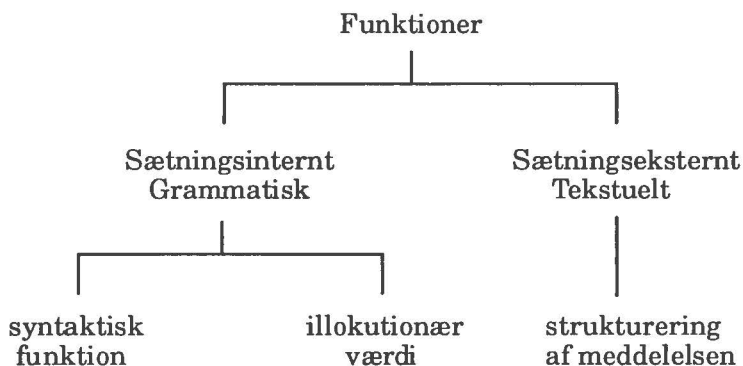 Funktioner
Sætningsinternt
Grammatisk
Sætningseksternt
Tekstuelt
syntaktisk
funktion
illokutionær
værdi
strukturering
af meddelelsen